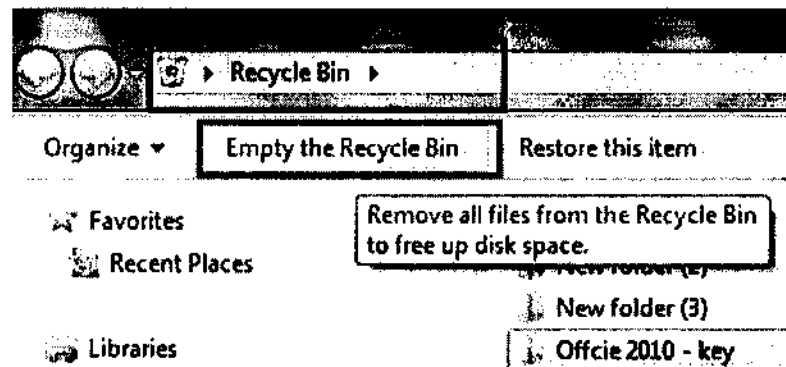 Recycle Bin
Organize Empty the Recycle Bin Restore this item
Favorites
Remove all files from the Recycle Bin
to free up disk space.
Recent Places
New folder (2)
New folder (3)
Libraries
Offcie 2010 - key